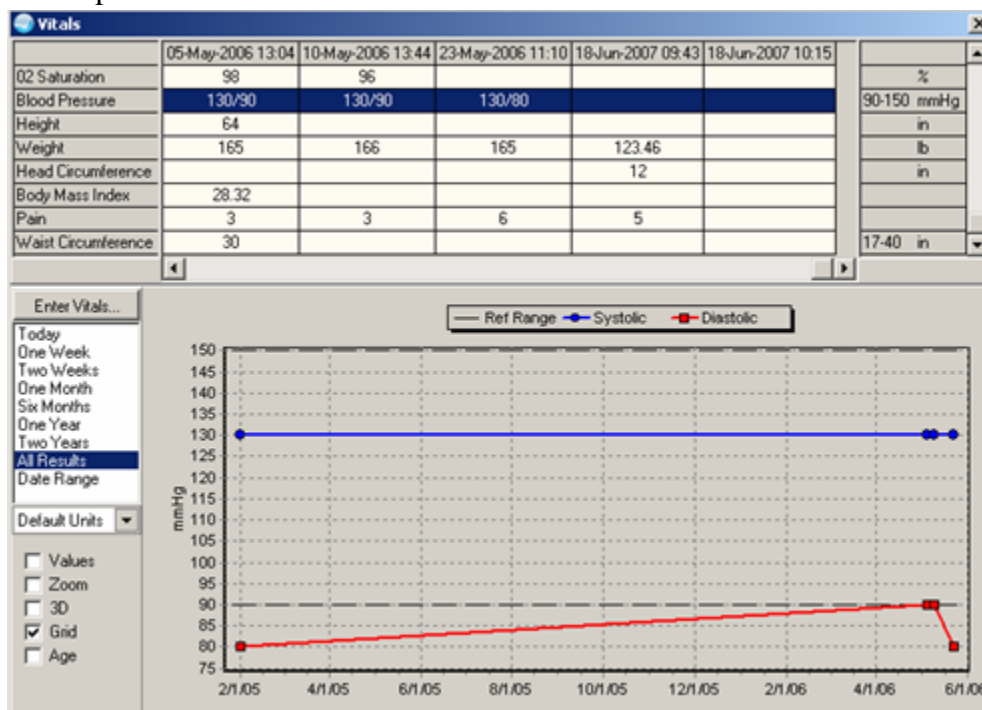 Vitals
05-May-2006 13:04 10-May-2006 13:44 23-May-2006 11:10 18-Jun-2007 09:43 18-Jun-2007 10:15
02 Saturation 98 96 %
Blood Pressure 130/90 130/90 130/80 90-150 mmHg
Height 64 in
Weight 165 166 165 123.46 lb
Head Circumference 12 in
Body Mass Index 28.32
Pain 3 3 6 5
Waist Circumference 30 17-40 in
Enter Vitals...
Today
One Week
Two Weeks
One Month
Six Months
One Year
Two Years
All Results
Date Range
Default Units
Values
Zoom
3D
Grid
Age
Ref Range Systolic Diastolic
150
145
140
135
130
125
120
115
110
105
100
95
90
85
80
75
mmHg
2/1/05 4/1/05 6/1/05 8/1/05 10/1/05 12/1/05 2/1/06 4/1/06 6/1/06